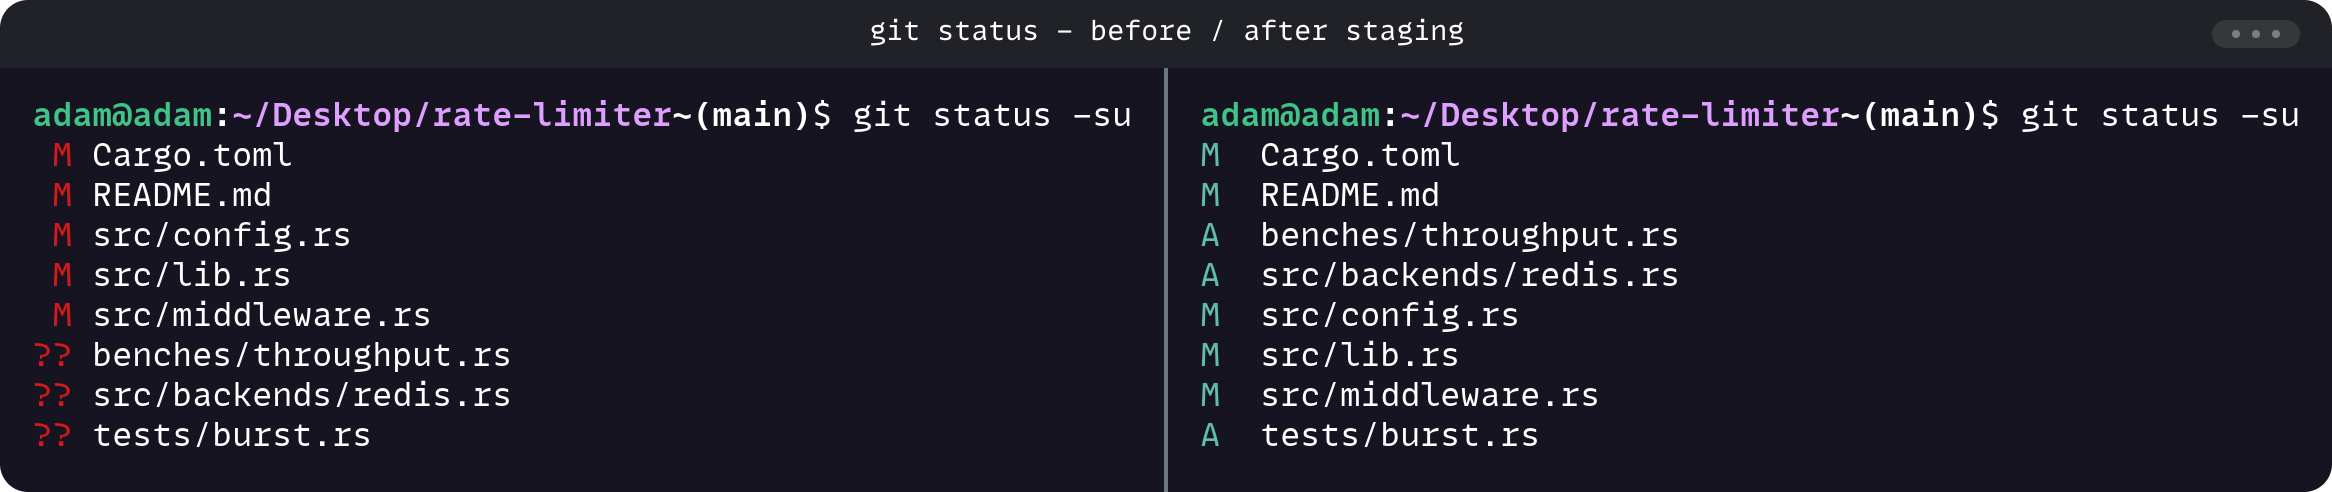 git status – before / after staging
adam@adam:~/Desktop/rate-limiter~(main)$ git status -su
 M Cargo.toml
 M README.md
 M src/config.rs
 M src/lib.rs
 M src/middleware.rs
?? benches/throughput.rs
?? src/backends/redis.rs
?? tests/burst.rs
adam@adam:~/Desktop/rate-limiter~(main)$ git status -su
M  Cargo.toml
M  README.md
A  benches/throughput.rs
A  src/backends/redis.rs
M  src/config.rs
M  src/lib.rs
M  src/middleware.rs
A  tests/burst.rs